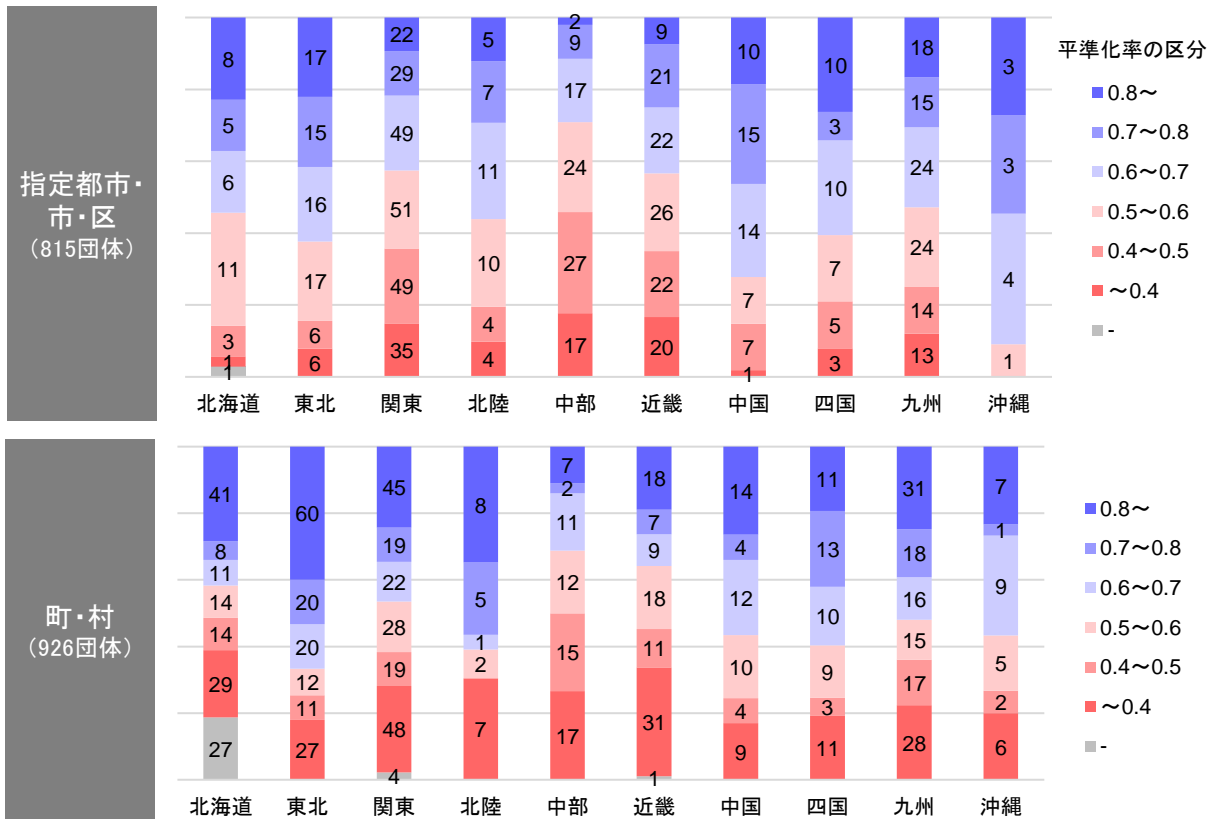 指定都市・
市・区
（815団体）
2
22 5 9 9 10 18
8 17 10 3
平準化率の区分
29 7 17 21 15
5 15 3 15
0.8～
0.7～0.8
0.6～0.7
0.5～0.6
0.4～0.5
～0.4
-
6 16 49 11 24 22 14 10 24 3
11 17 51 10 27 26 7 7 24 4
3 6 49 4 17 22 7 5 14 1
1 6 35 4 20 1 3 13
1
北海道 東北 関東 北陸 中部 近畿 中国 四国 九州 沖縄
町・村
（926団体）
41 60 45 8 7 18 14 11 31 7
8 20 19 5 2 7 4 13 18 1
11 20 22 1 11 9 12 10 16 9
14 12 28 2 12 18 10 9 15 5
14 11 19 7 15 11 4 3 17 2
29 27 48 17 31 9 11 28 6
27 4 1
0.8～
0.7～0.8
0.6～0.7
0.5～0.6
0.4～0.5
～0.4
-
北海道 東北 関東 北陸 中部 近畿 中国 四国 九州 沖縄